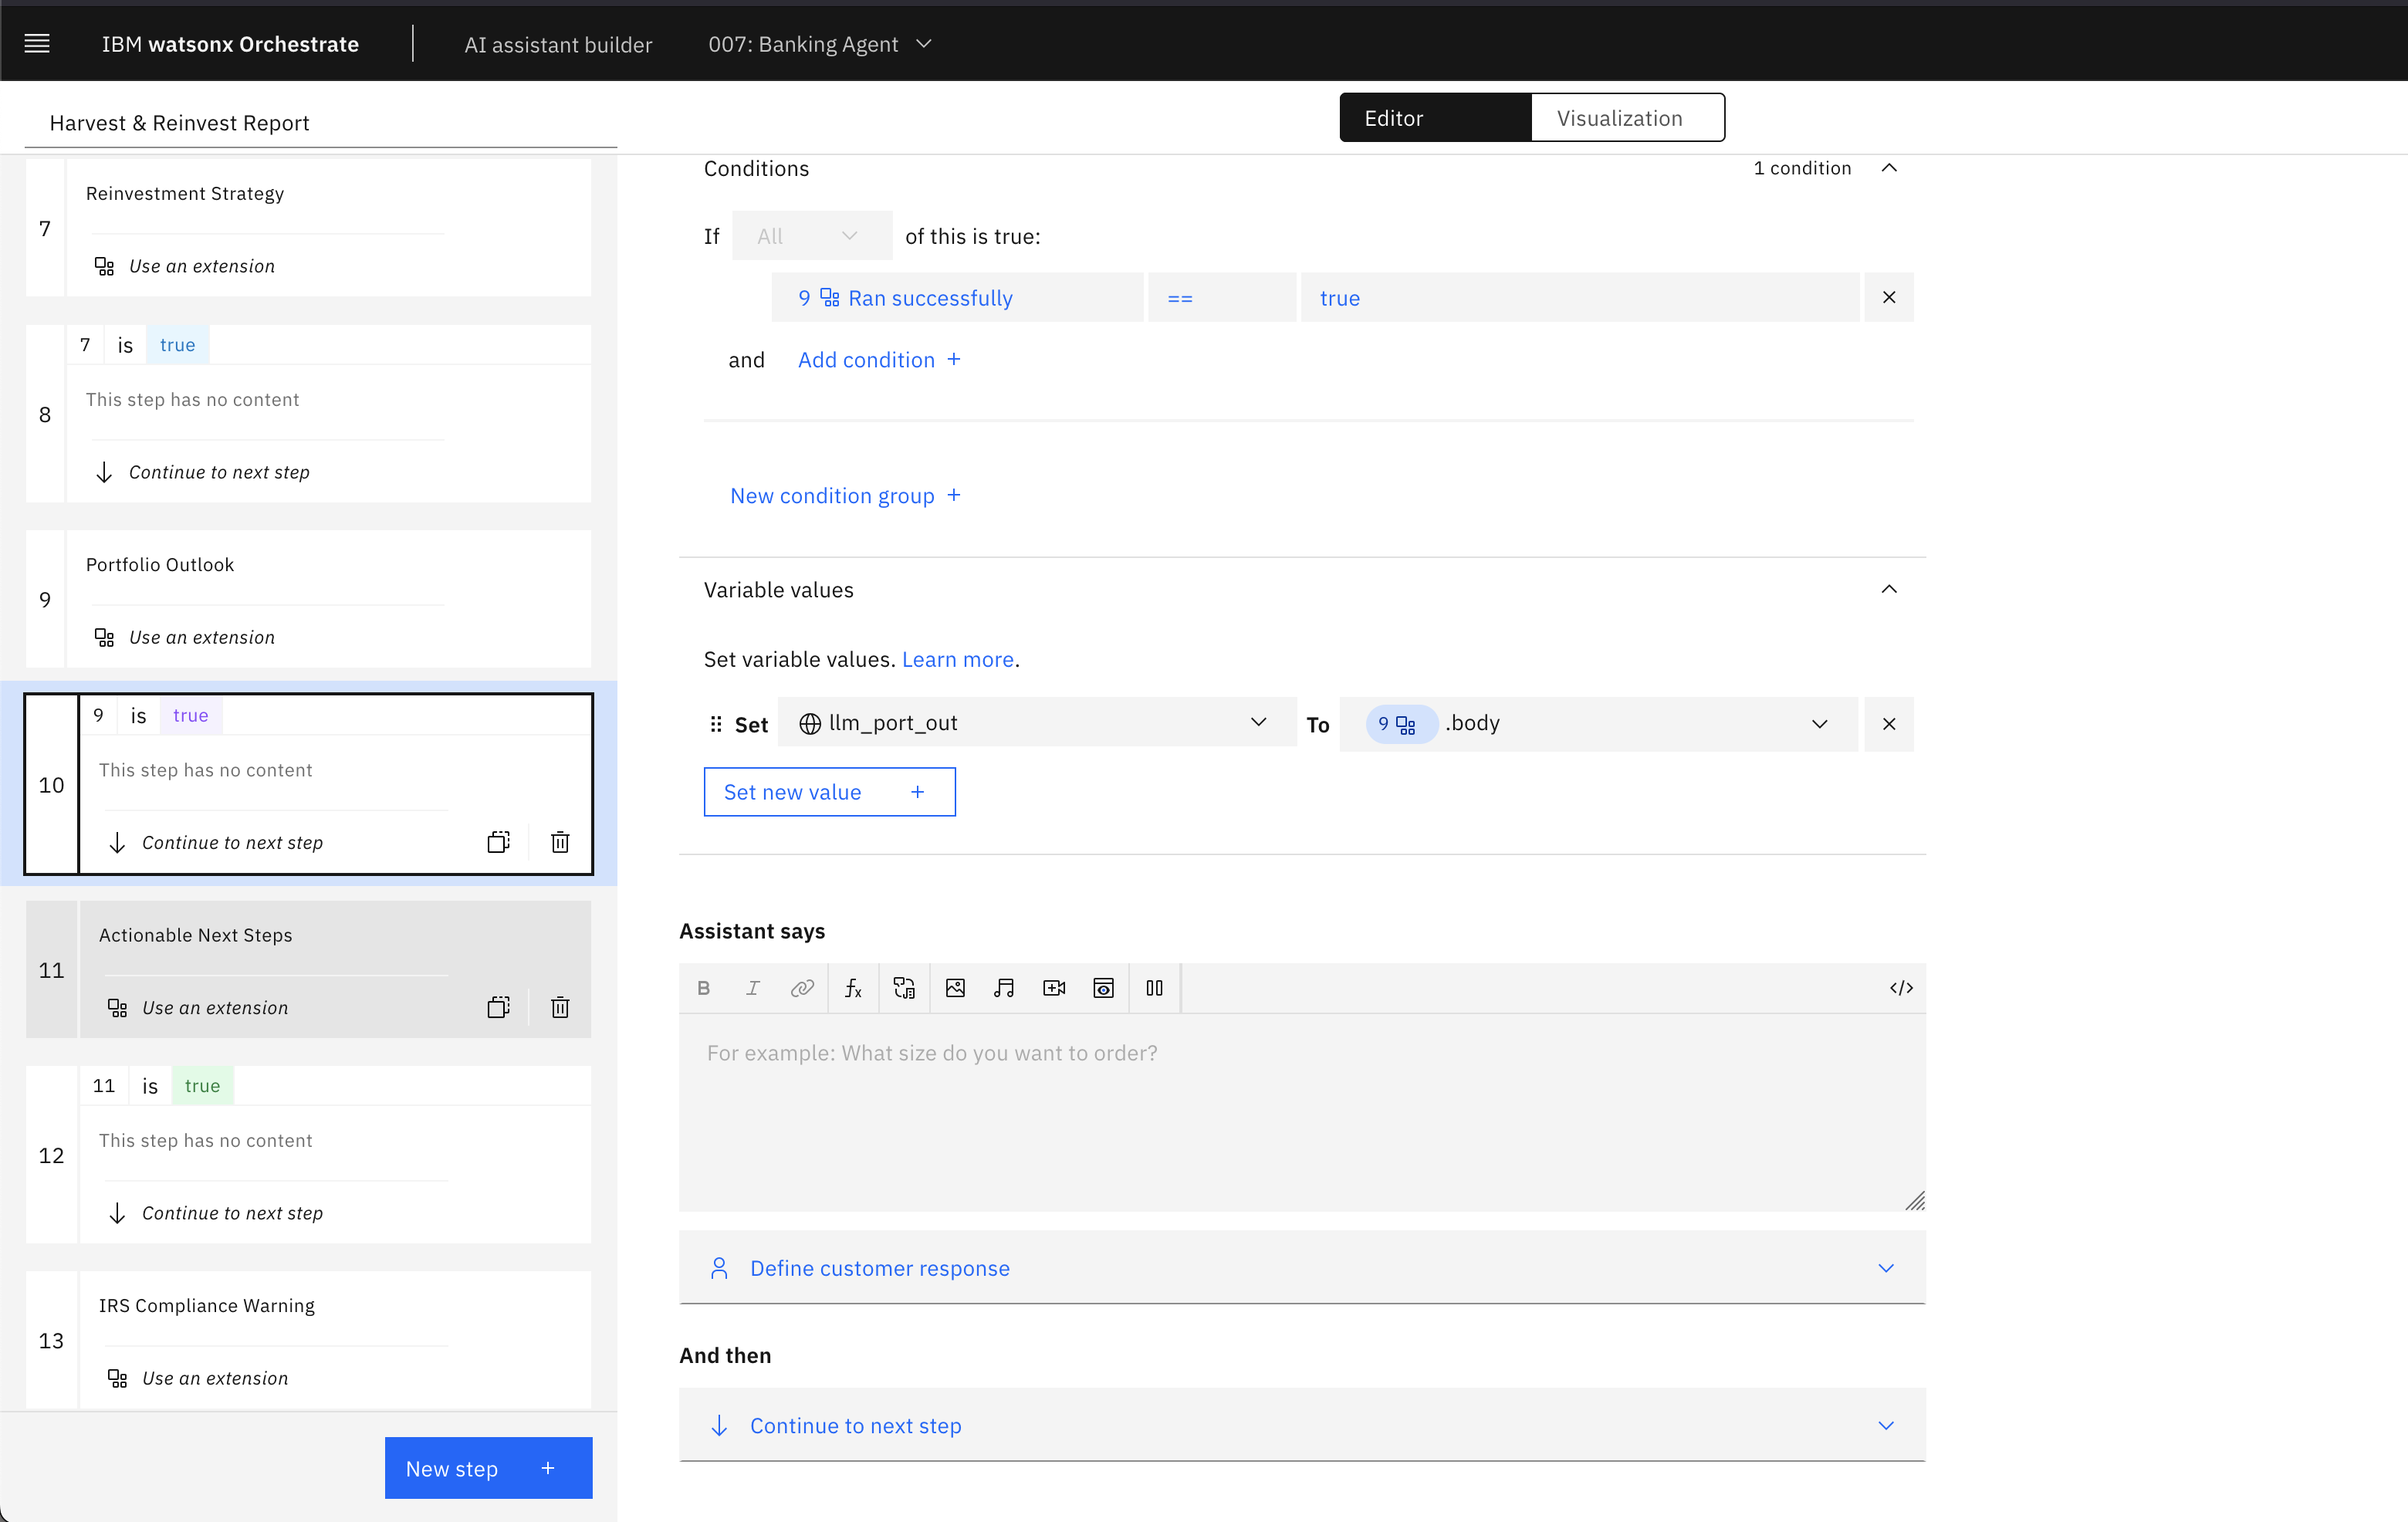 IBM watsonx Orchestrate
AI assistant builder
007: Banking Agent
Harvest & Reinvest Report
Editor
Visualization
7
Reinvestment Strategy
Use an extension
8
7 is true
This step has no content
Continue to next step
9
Portfolio Outlook
Use an extension
10
9 is true
This step has no content
Continue to next step
11
Actionable Next Steps
Use an extension
12
11 is true
This step has no content
Continue to next step
13
IRS Compliance Warning
Use an extension
New step +
Conditions
1 condition
If All of this is true:
9 Ran successfully == true
and Add condition +
New condition group +
Variable values
Set variable values. Learn more.
Set llm_port_out To 9 .body
Set new value +
Assistant says
B I fx </>
For example: What size do you want to order?
Define customer response
And then
Continue to next step